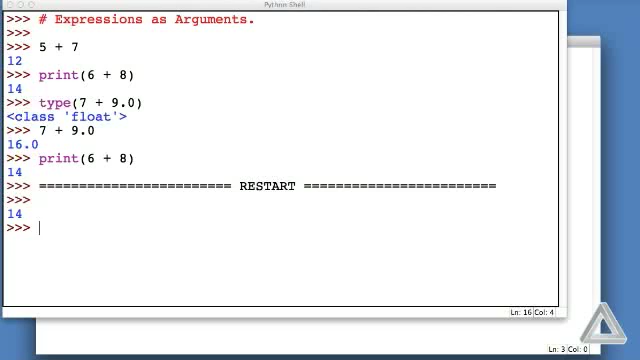 Python Shell
>>> # Expressions as Arguments.
>>>
>>> 5 + 7
12
>>> print(6 + 8)
14
>>> type(7 + 9.0)
<class 'float'>
>>> 7 + 9.0
16.0
>>> print(6 + 8)
14
>>> ======================== RESTART ========================
>>>
14
>>>
Ln: 16 Col: 4
Ln: 3 Col: 0